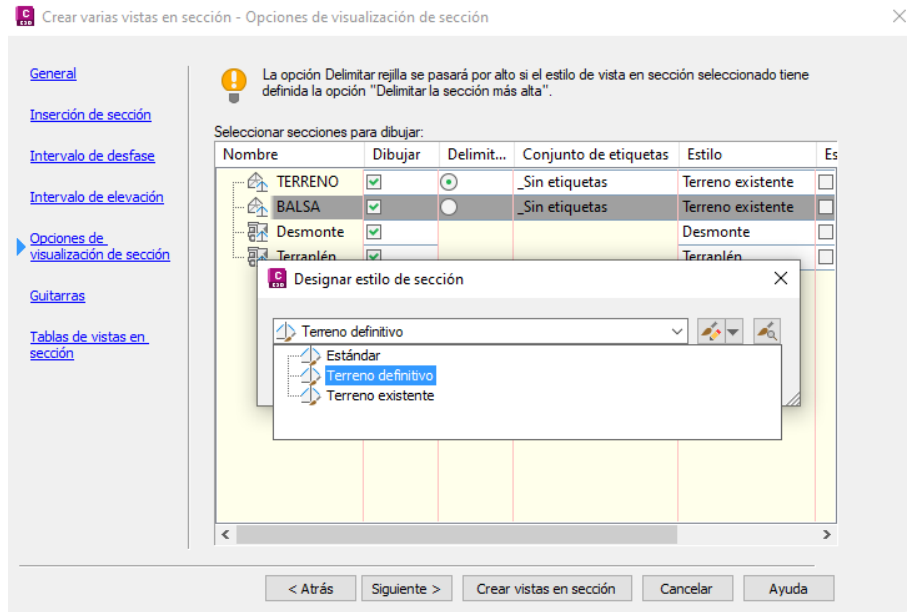 C
C3D
Crear varias vistas en sección - Opciones de visualización de sección
General
Inserción de sección
Intervalo de desfase
Intervalo de elevación
Opciones de
visualización de sección
Guitarras
Tablas de vistas en
sección
La opción Delimitar rejilla se pasará por alto si el estilo de vista en sección seleccionado tiene
definida la opción "Delimitar la sección más alta".
Seleccionar secciones para dibujar:
Nombre Dibujar Delimit... Conjunto de etiquetas Estilo Es
TERRENO _Sin etiquetas Terreno existente
BALSA _Sin etiquetas Terreno existente
Desmonte Desmonte
Terraplén Terraplén
C
C3D
Designar estilo de sección
Terreno definitivo
Estándar
Terreno definitivo
Terreno existente
< Atrás Siguiente > Crear vistas en sección Cancelar Ayuda